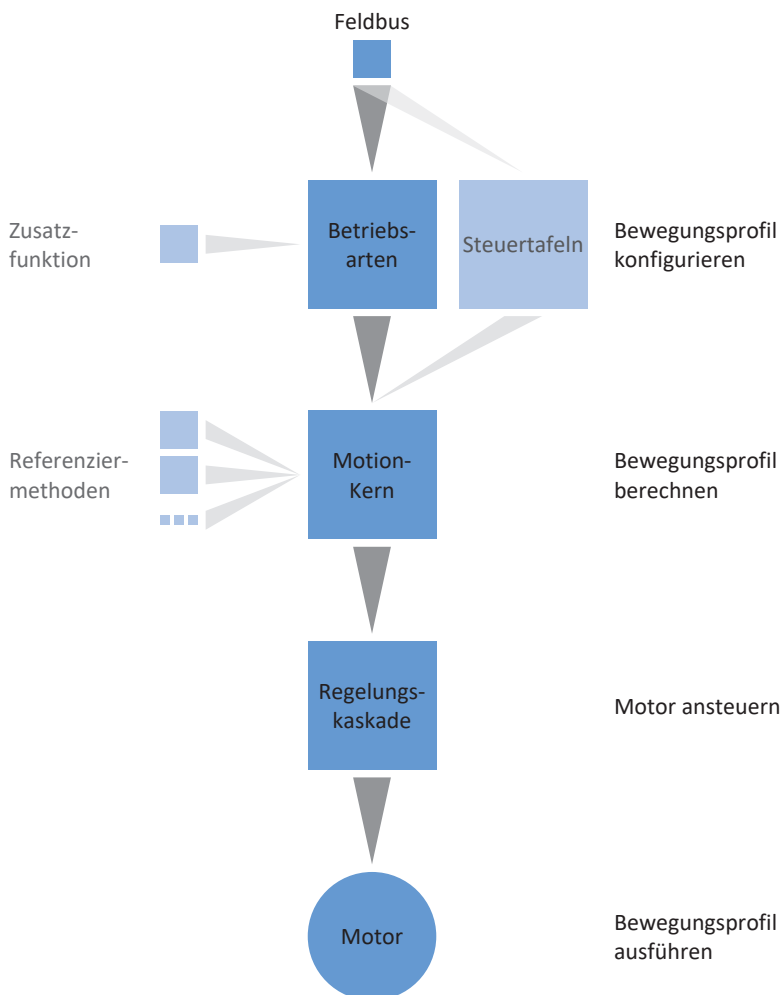 Feldbus
Zusatz-
funktion
Betriebs-
arten
Steuertafeln
Bewegungsprofil
konfigurieren
Referenzier-
methoden
Motion-
Kern
Bewegungsprofil
berechnen
Regelungs-
kaskade
Motor ansteuern
Motor
Bewegungsprofil
ausführen